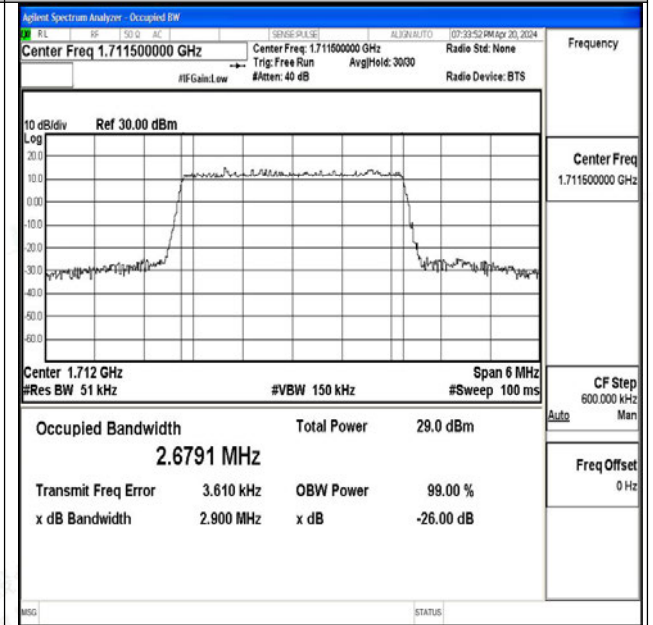 Agilent Spectrum Analyzer - Occupied BW
RL RF 50 Ω AC SENSE:PULSE ALIGN AUTO 07:33:52 PM Apr 20, 2024
Center Freq 1.711500000 GHz
Center Freq: 1.711500000 GHz
Radio Std: None
Trig: Free Run Avg|Hold: 30/30
#IFGain:Low #Atten: 40 dB
Radio Device: BTS
Frequency
10 dB/div Ref 30.00 dBm
Log
20.0
10.0
0.00
-10.0
-20.0
-30.0
-40.0
-50.0
-60.0
Center 1.712 GHz Span 6 MHz
#Res BW 51 kHz #VBW 150 kHz #Sweep 100 ms
Center Freq
1.711500000 GHz
CF Step
600.000 kHz
Auto Man
Freq Offset
0 Hz
Occupied Bandwidth Total Power 29.0 dBm
2.6791 MHz
Transmit Freq Error 3.610 kHz OBW Power 99.00 %
x dB Bandwidth 2.900 MHz x dB -26.00 dB
MSG STATUS